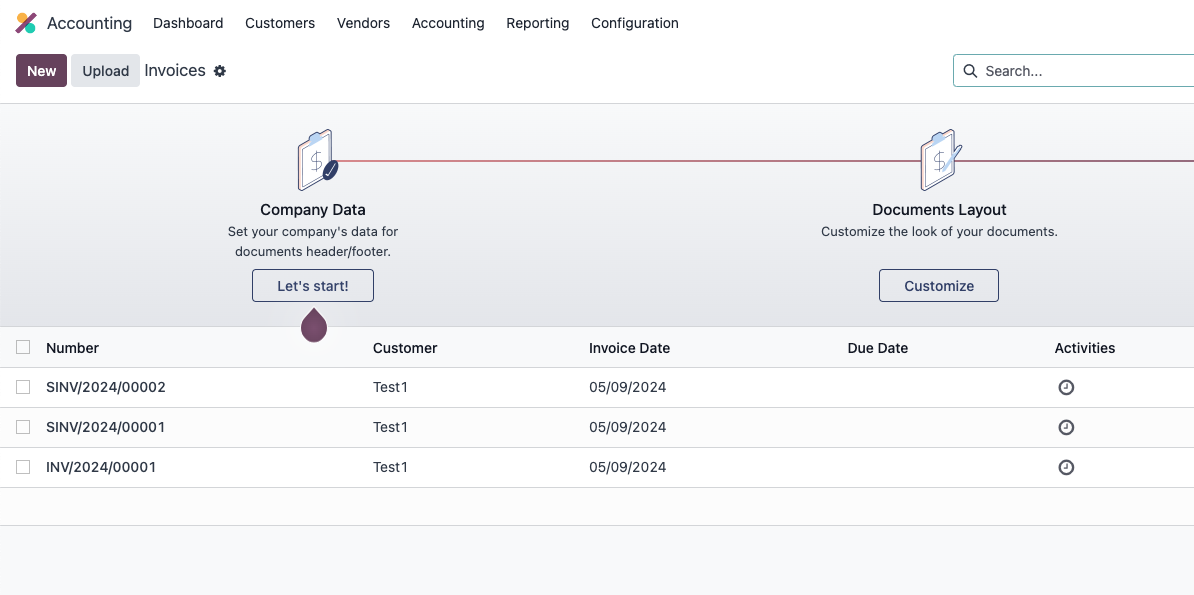 Accounting Dashboard Customers Vendors Accounting Reporting Configuration
New Upload Invoices Search...
$ $
Company Data Documents Layout
Set your company's data for Customize the look of your documents.
documents header/footer.
Let's start! Customize
Number Customer Invoice Date Due Date Activities
SINV/2024/00002 Test1 05/09/2024
SINV/2024/00001 Test1 05/09/2024
INV/2024/00001 Test1 05/09/2024